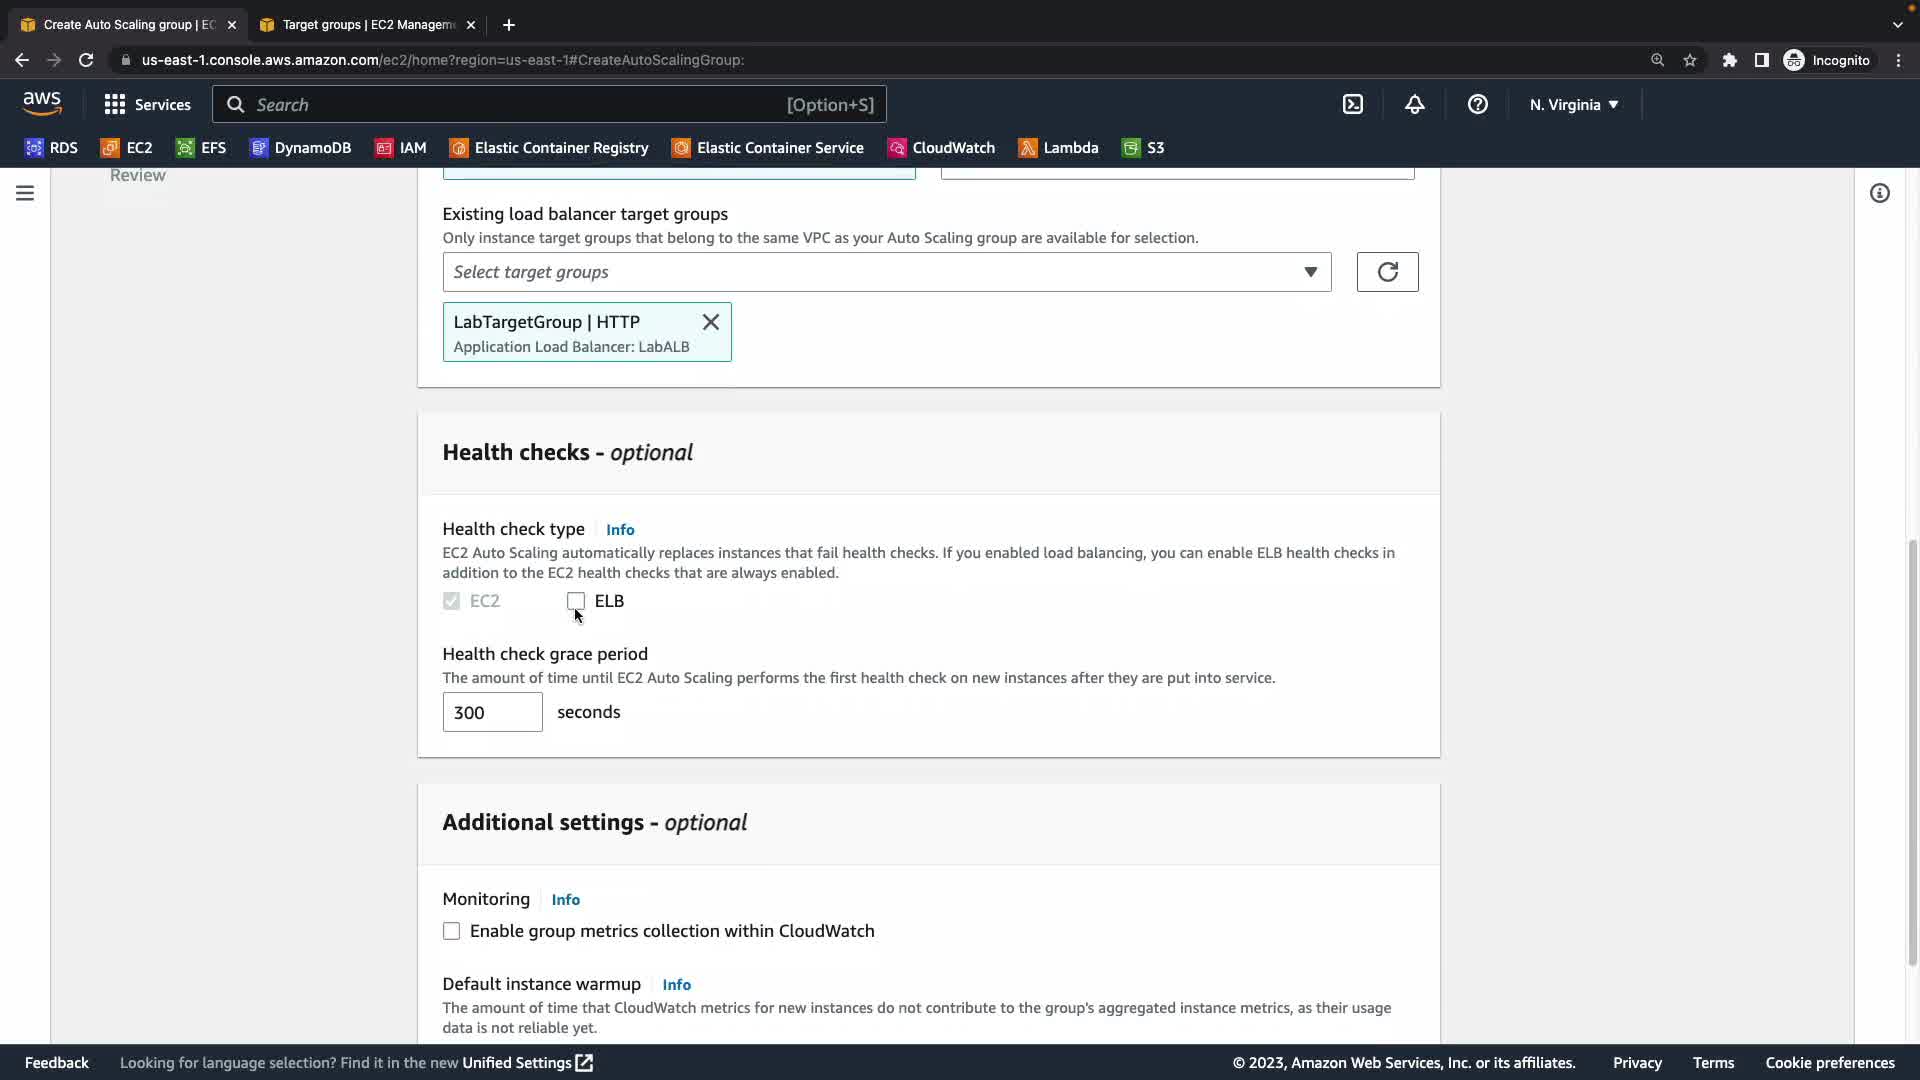 Create Auto Scaling group | EC
Target groups | EC2 Managem
us-east-1.console.aws.amazon.com/ec2/home?region=us-east-1#CreateAutoScalingGroup:
Incognito
aws
Services
Search
[Option+S]
N. Virginia
RDS
EC2
EFS
DynamoDB
IAM
Elastic Container Registry
Elastic Container Service
CloudWatch
Lambda
S3
Review
Existing load balancer target groups
Only instance target groups that belong to the same VPC as your Auto Scaling group are available for selection.
Select target groups
LabTargetGroup | HTTP
Application Load Balancer: LabALB
Health checks - optional
Health check type
Info
EC2 Auto Scaling automatically replaces instances that fail health checks. If you enabled load balancing, you can enable ELB health checks in
addition to the EC2 health checks that are always enabled.
EC2
ELB
Health check grace period
The amount of time until EC2 Auto Scaling performs the first health check on new instances after they are put into service.
300
seconds
Additional settings - optional
Monitoring
Info
Enable group metrics collection within CloudWatch
Default instance warmup
Info
The amount of time that CloudWatch metrics for new instances do not contribute to the group's aggregated instance metrics, as their usage
data is not reliable yet.
Feedback
Looking for language selection? Find it in the new Unified Settings
© 2023, Amazon Web Services, Inc. or its affiliates.
Privacy
Terms
Cookie preferences